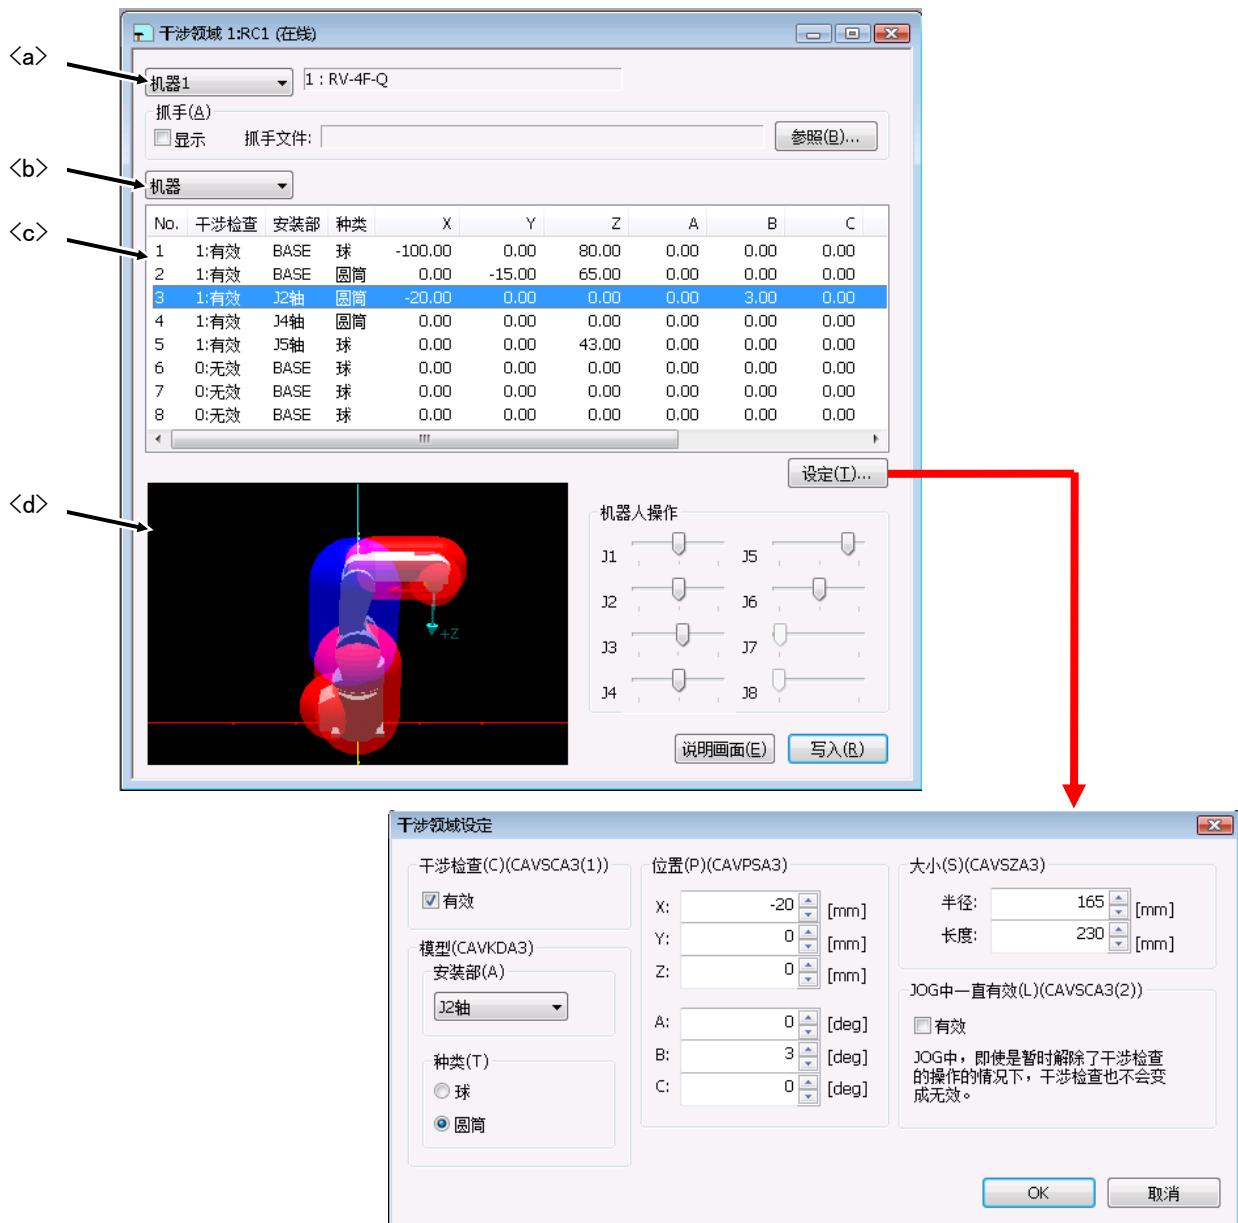 干涉领域 1:RC1 (在线)
<a>
机器1
1 : RV-4F-Q
抓手(A)
显示
抓手文件:
参照(B)...
<b>
机器
<c>
No. 干涉检查 安装部 种类 X Y Z A B C
1 1:有效 BASE 球 -100.00 0.00 80.00 0.00 0.00 0.00
2 1:有效 BASE 圆筒 0.00 -15.00 65.00 0.00 0.00 0.00
3 1:有效 J2轴 圆筒 -20.00 0.00 0.00 0.00 3.00 0.00
4 1:有效 J4轴 圆筒 0.00 0.00 0.00 0.00 0.00 0.00
5 1:有效 J5轴 球 0.00 0.00 43.00 0.00 0.00 0.00
6 0:无效 BASE 球 0.00 0.00 0.00 0.00 0.00 0.00
7 0:无效 BASE 球 0.00 0.00 0.00 0.00 0.00 0.00
8 0:无效 BASE 球 0.00 0.00 0.00 0.00 0.00 0.00
设定(T)...
<d>
+Z
机器人操作
J1 J5
J2 J6
J3 J7
J4 J8
说明画面(E)
写入(R)
干涉领域设定
干涉检查(C)(CAVSCA3(1))
有效
模型(CAVKDA3)
安装部(A)
J2轴
种类(T)
球
圆筒
位置(P)(CAVPSA3)
X: -20 [mm]
Y: 0 [mm]
Z: 0 [mm]
A: 0 [deg]
B: 3 [deg]
C: 0 [deg]
大小(S)(CAVSZA3)
半径: 165 [mm]
长度: 230 [mm]
JOG中一直有效(L)(CAVSCA3(2))
有效
JOG中，即使是暂时解除了干涉检查
的操作的情况下，干涉检查也不会变
成无效。
OK
取消